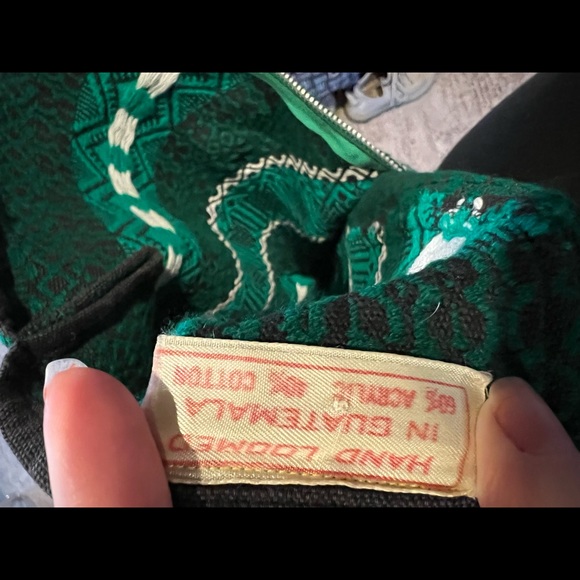 HAND LOOMED
IN GUATEMALA
60% ACRYLIC 40% COTTON